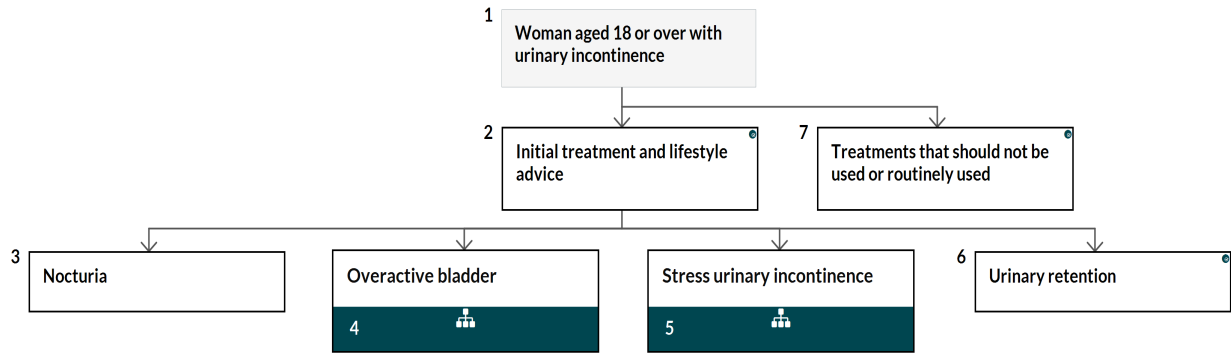 1
Woman aged 18 or over with
urinary incontinence
2
Initial treatment and lifestyle
advice
7
Treatments that should not be
used or routinely used
3
Nocturia
Overactive bladder
4
Stress urinary incontinence
5
6
Urinary retention